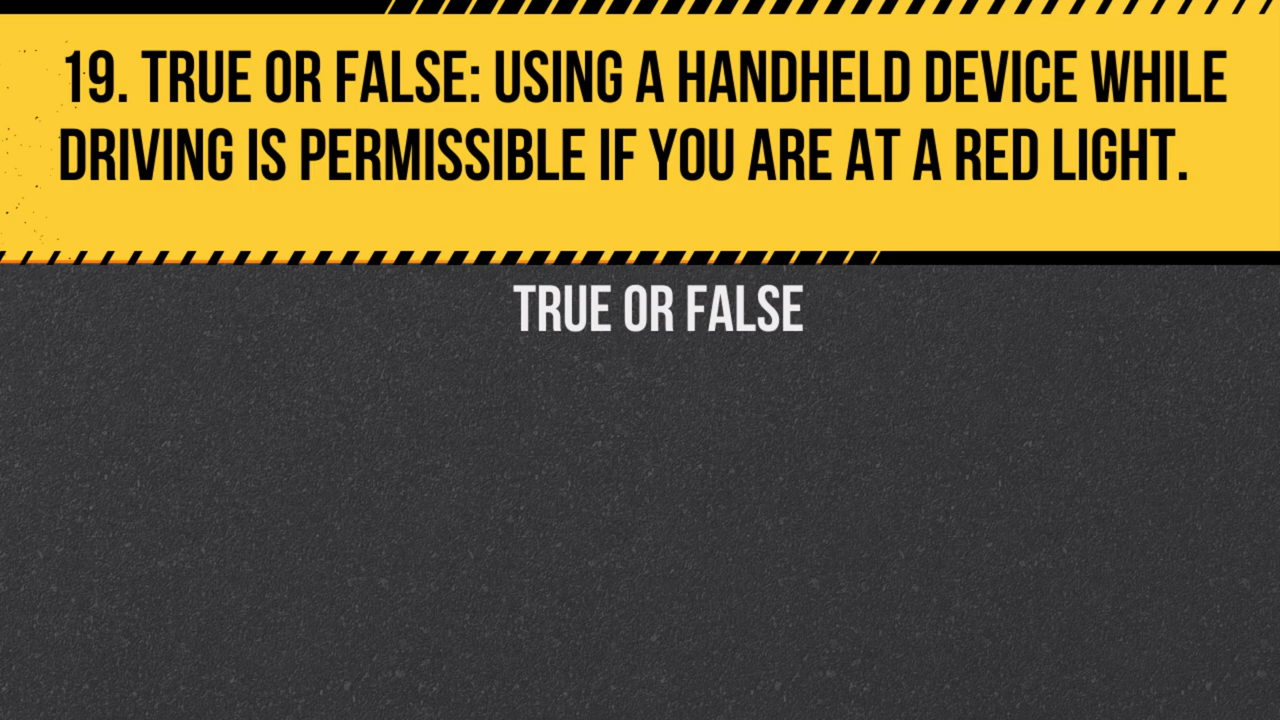 19. TRUE OR FALSE: USING A HANDHELD DEVICE WHILE
DRIVING IS PERMISSIBLE IF YOU ARE AT A RED LIGHT.
TRUE OR FALSE